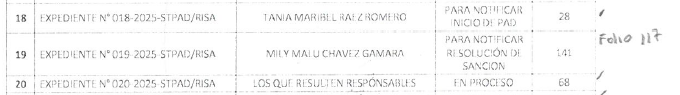 18 EXPEDIENTE N° 018-2025-STPAD/RISA TANIA MARIBEL RAEZ ROMERO PARA NOTIFICAR INICIO DE PAD 28
19 EXPEDIENTE N° 019-2025-STPAD/RISA MILY MALU CHAVEZ GAMARA PARA NOTIFICAR RESOLUCIÓN DE SANCION 141 Folio 117
20 EXPEDIENTE N° 020-2025-STPAD/RISA LOS QUE RESULTEN RESPONSABLES EN PROCESO 68